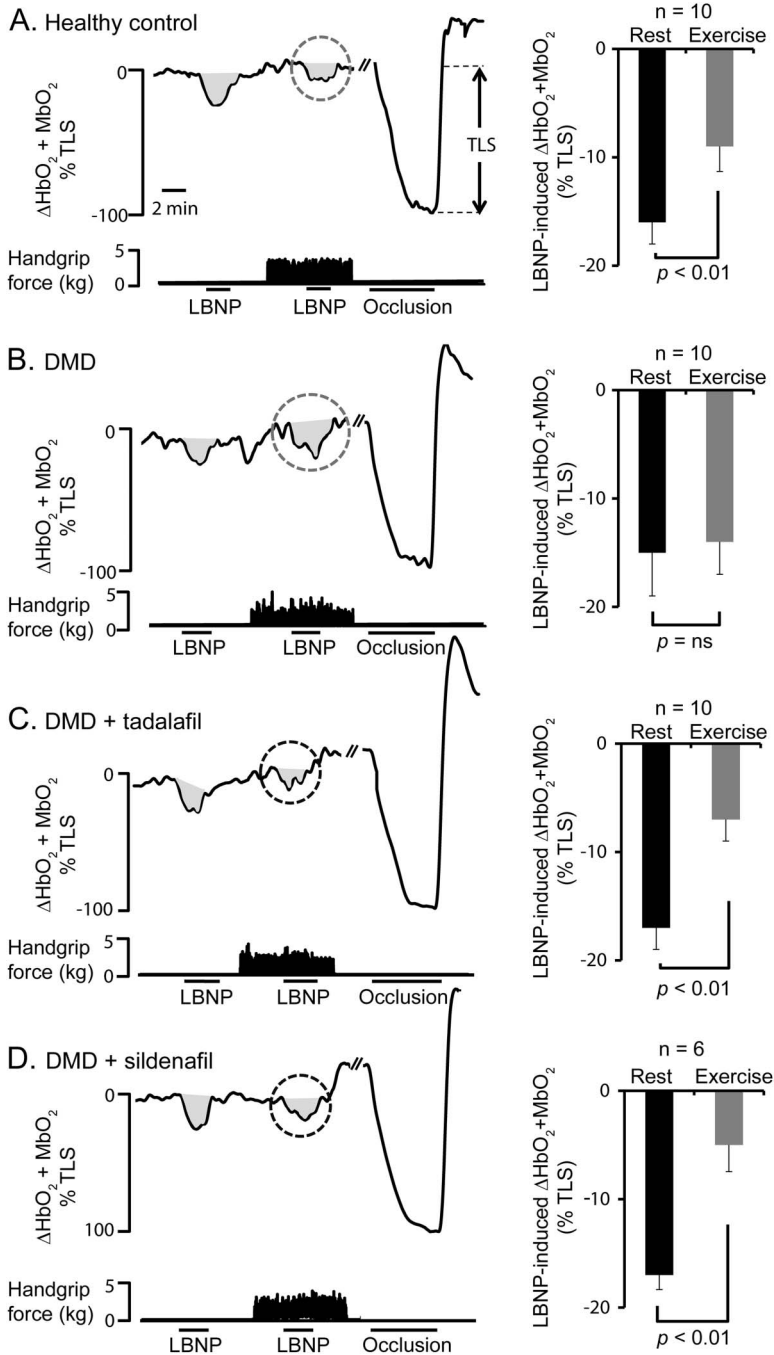 A. Healthy control
ΔHbO₂ + MbO₂
% TLS
0
-100
2 min
TLS
Handgrip
force (kg)
5
0
LBNP
LBNP
Occlusion
n = 10
Rest
Exercise
LBNP-induced ΔHbO₂+MbO₂
(% TLS)
0
-10
-20
p < 0.01
B. DMD
ΔHbO₂ + MbO₂
% TLS
0
-100
Handgrip
force (kg)
5
0
LBNP
LBNP
Occlusion
n = 10
Rest
Exercise
LBNP-induced ΔHbO₂+MbO₂
(% TLS)
0
-10
-20
p = ns
C. DMD + tadalafil
ΔHbO₂ + MbO₂
% TLS
0
-100
Handgrip
force (kg)
5
0
LBNP
LBNP
Occlusion
n = 10
Rest
Exercise
LBNP-induced ΔHbO₂+MbO₂
(% TLS)
0
-10
-20
p < 0.01
D. DMD + sildenafil
ΔHbO₂ + MbO₂
% TLS
0
100
Handgrip
force (kg)
5
0
LBNP
LBNP
Occlusion
n = 6
Rest
Exercise
LBNP-induced ΔHbO₂+MbO₂
(% TLS)
0
-10
-20
p < 0.01